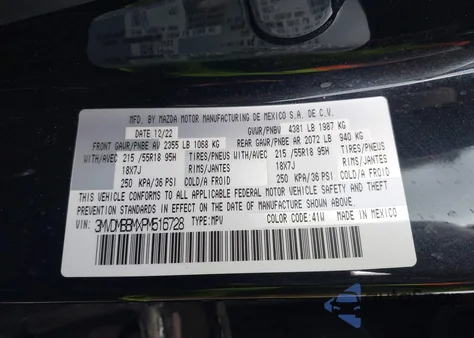 MFD. BY MAZDA MOTOR MANUFACTURING DE MEXICO S.A. DE C.V.
DATE 12/22 GVWR/PNBV 4381 LB 1987 KG
FRONT GAWR/PNBE AV 2355 LB 1068 KG REAR GAWR/PNBE AR 2072 LB 940 KG
WITH/AVEC 215 /55R18 95H TIRES/PNEUS WITH/AVEC 215 /55R18 95H TIRES/PNEUS
18X7J RIMS/JANTES 18X7J RIMS/JANTES
250 KPA/36 PSI COLD/A FROID 250 KPA/36 PSI COLD/A FROID
THIS VEHICLE CONFORMS TO ALL APPLICABLE FEDERAL MOTOR VEHICLE SAFETY AND THEFT
PREVENTION STANDARDS IN EFFECT ON THE DATE OF MANUFACTURE SHOWN ABOVE.
VIN: 3MVDMBBMXPM516728 TYPE: MPV COLOR CODE: 41W MADE IN MEXICO